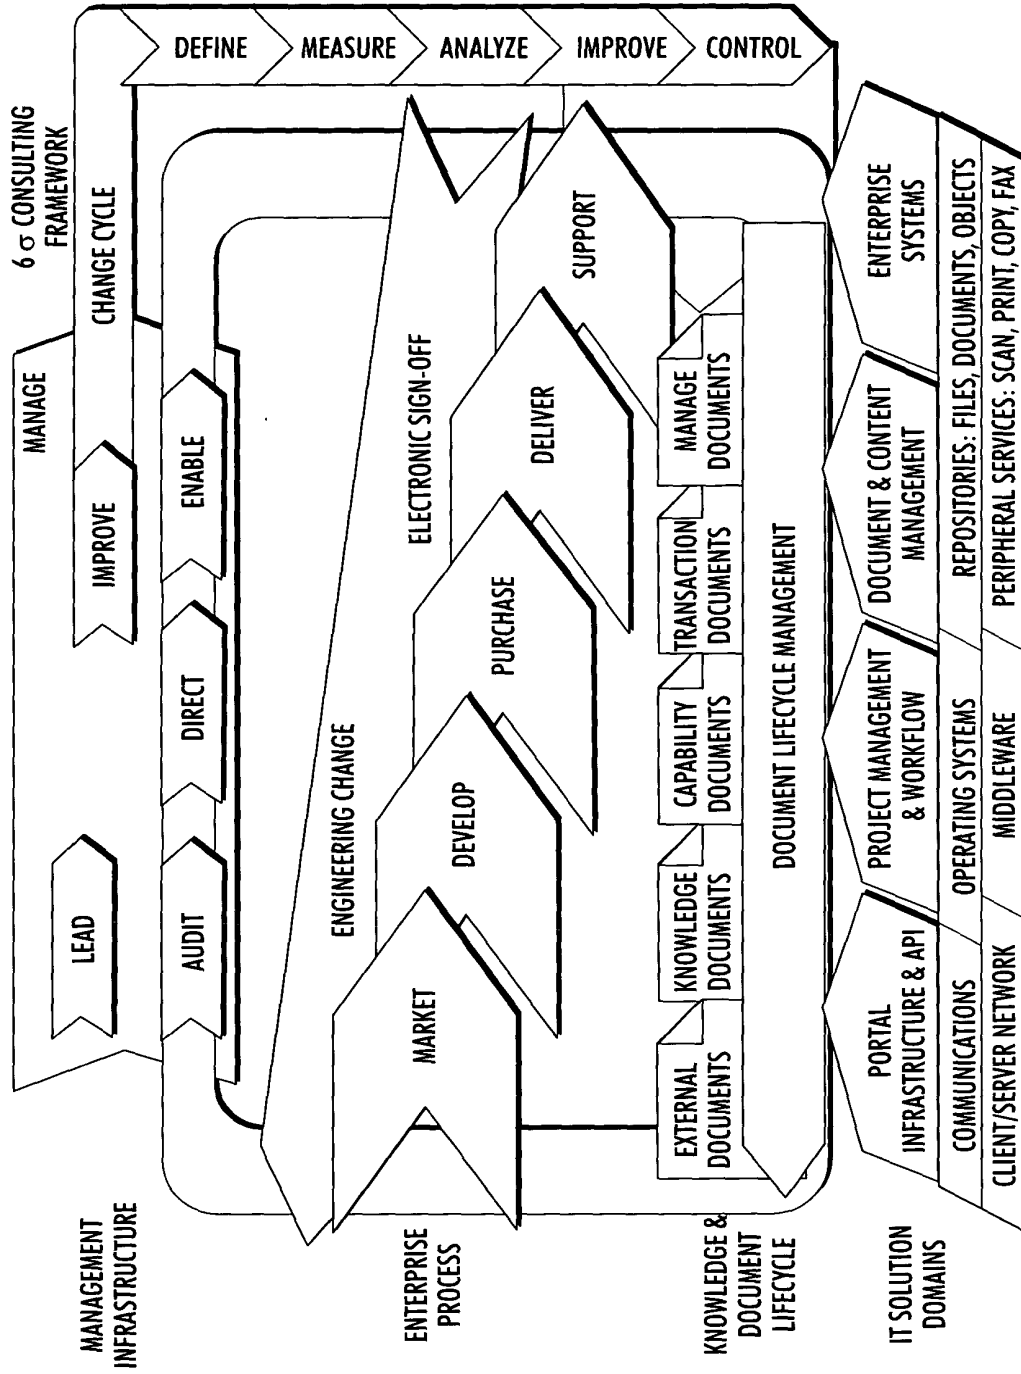 6 σ CONSULTING
FRAMEWORK
MANAGE
CHANGE CYCLE
DEFINE
MEASURE
ANALYZE
IMPROVE
CONTROL
MANAGEMENT
INFRASTRUCTURE
LEAD
IMPROVE
AUDIT
DIRECT
ENABLE
ENTERPRISE
PROCESS
ENGINEERING CHANGE
ELECTRONIC SIGN-OFF
MARKET
DEVELOP
PURCHASE
DELIVER
SUPPORT
KNOWLEDGE &
DOCUMENT
LIFECYCLE
EXTERNAL
DOCUMENTS
KNOWLEDGE
DOCUMENTS
CAPABILITY
DOCUMENTS
TRANSACTION
DOCUMENTS
MANAGE
DOCUMENTS
DOCUMENT LIFECYCLE MANAGEMENT
IT SOLUTION
DOMAINS
PORTAL
INFRASTRUCTURE & API
PROJECT MANAGEMENT
& WORKFLOW
DOCUMENT & CONTENT
MANAGEMENT
ENTERPRISE
SYSTEMS
COMMUNICATIONS
OPERATING SYSTEMS
REPOSITORIES: FILES, DOCUMENTS, OBJECTS
CLIENT/SERVER NETWORK
MIDDLEWARE
PERIPHERAL SERVICES: SCAN, PRINT, COPY, FAX